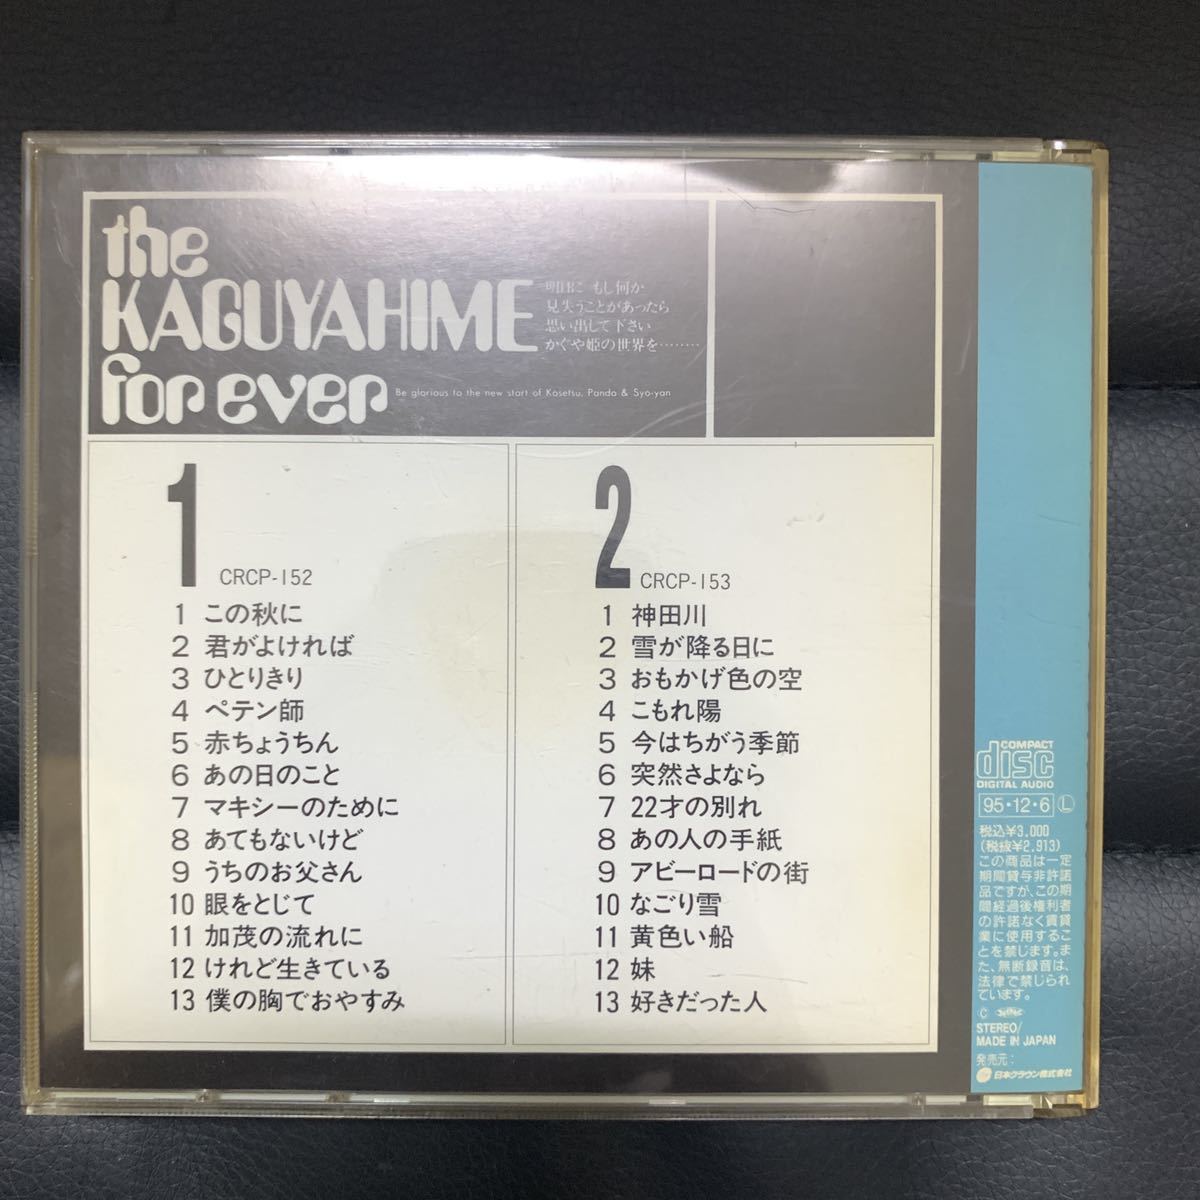 the
KAGUYAHIME
for ever
明日に もし何か
見失うことがあったら
思い出して下さい
かぐや姫の世界を………
Be glorious to the new start of Kosetsu, Panda & Syo-yan
1
CRCP-152
1 この秋に
2 君がよければ
3 ひとりきり
4 ペテン師
5 赤ちょうちん
6 あの日のこと
7 マキシーのために
8 あてもないけど
9 うちのお父さん
10 眼をとじて
11 加茂の流れに
12 けれど生きている
13 僕の胸でおやすみ
2
CRCP-153
1 神田川
2 雪が降る日に
3 おもかげ色の空
4 こもれ陽
5 今はちがう季節
6 突然さよなら
7 22才の別れ
8 あの人の手紙
9 アビーロードの街
10 なごり雪
11 黄色い船
12 妹
13 好きだった人
COMPACT
disc
DIGITAL AUDIO
95・12・6 Ⓛ
税込¥3,000
(税抜¥2,913)
この商品は一定
期間貸与非許諾
品ですが、この期
間経過後権利者
の許諾なく賃貸
業に使用するこ
とを禁じます。ま
た、無断録音は、
法律で禁じられ
ています。
STEREO/
MADE IN JAPAN
発売元：
日本クラウン株式会社